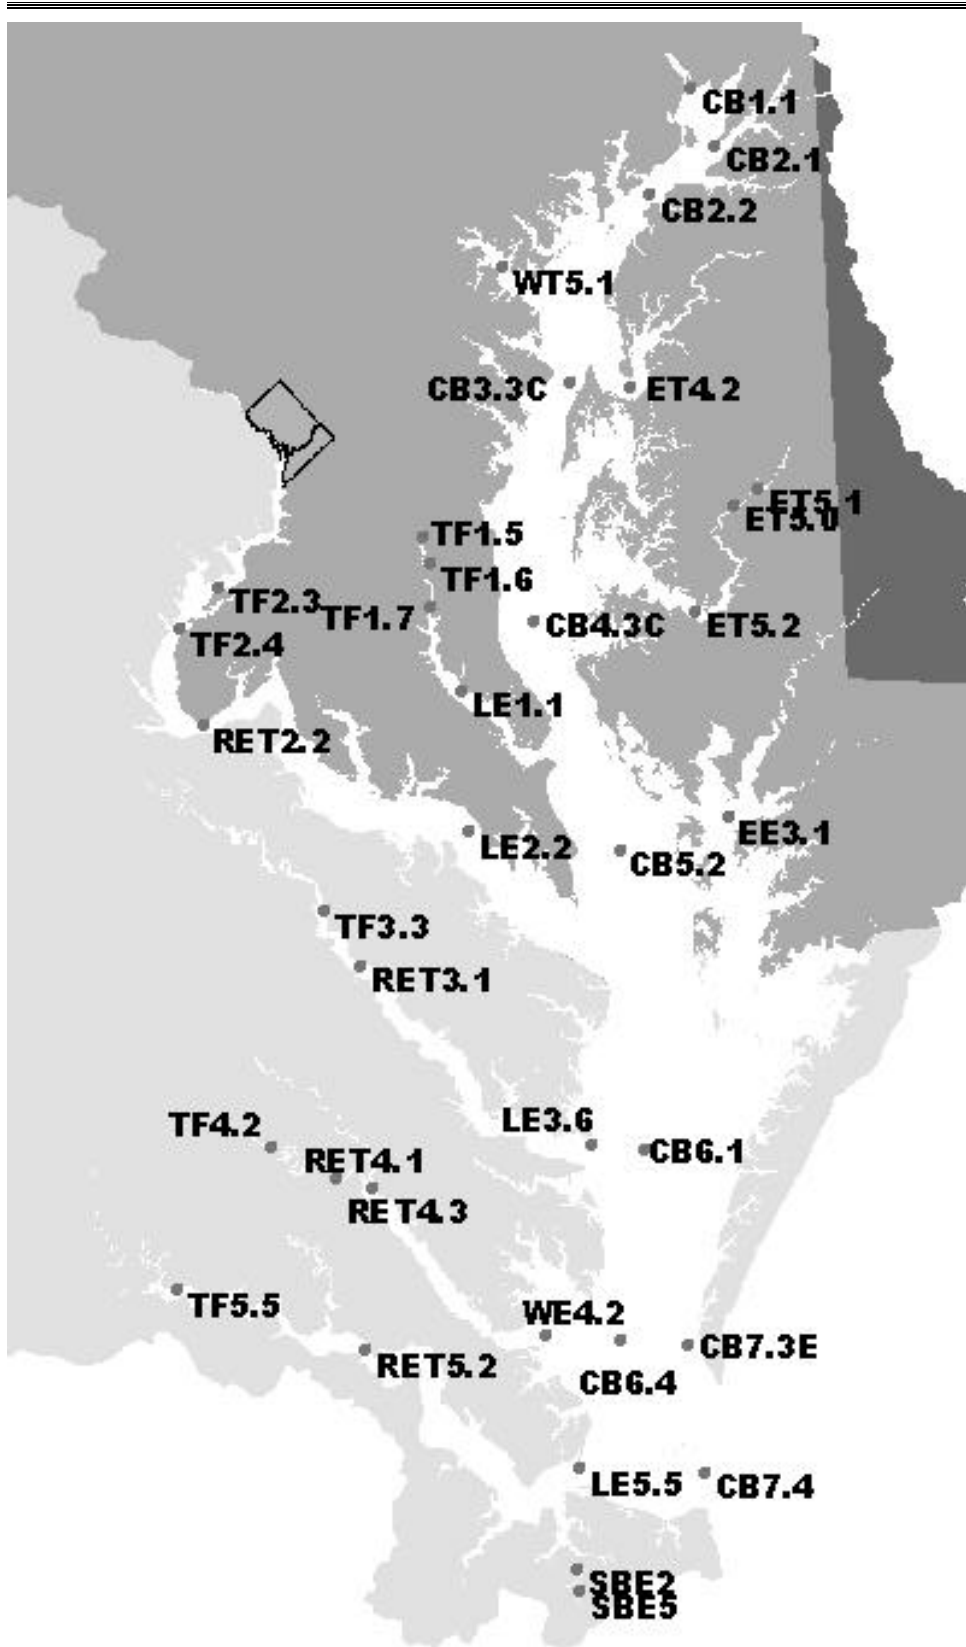 CB1.1
CB2.1
CB2.2
WT5.1
CB3.3C
ET4.2
ET5.1
ET5.0
TF1.5
TF1.6
TF2.3
TF1.7
CB4.3C
ET5.2
TF2.4
LE1.1
RET2.2
EE3.1
LE2.2
CB5.2
TF3.3
RET3.1
LE3.6
TF4.2
CB6.1
RET4.1
RET4.3
TF5.5
WE4.2
CB7.3E
RET5.2
CB6.4
LE5.5
CB7.4
SBE2
SBE5